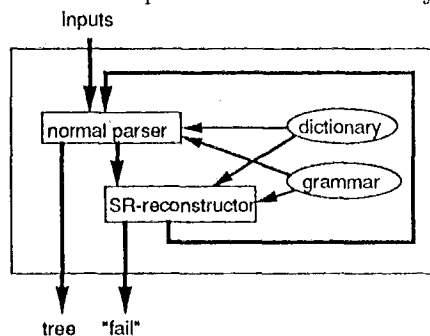 inputs
normal parser
dictionary
grammar
SR-reconstructor
tree "fail"